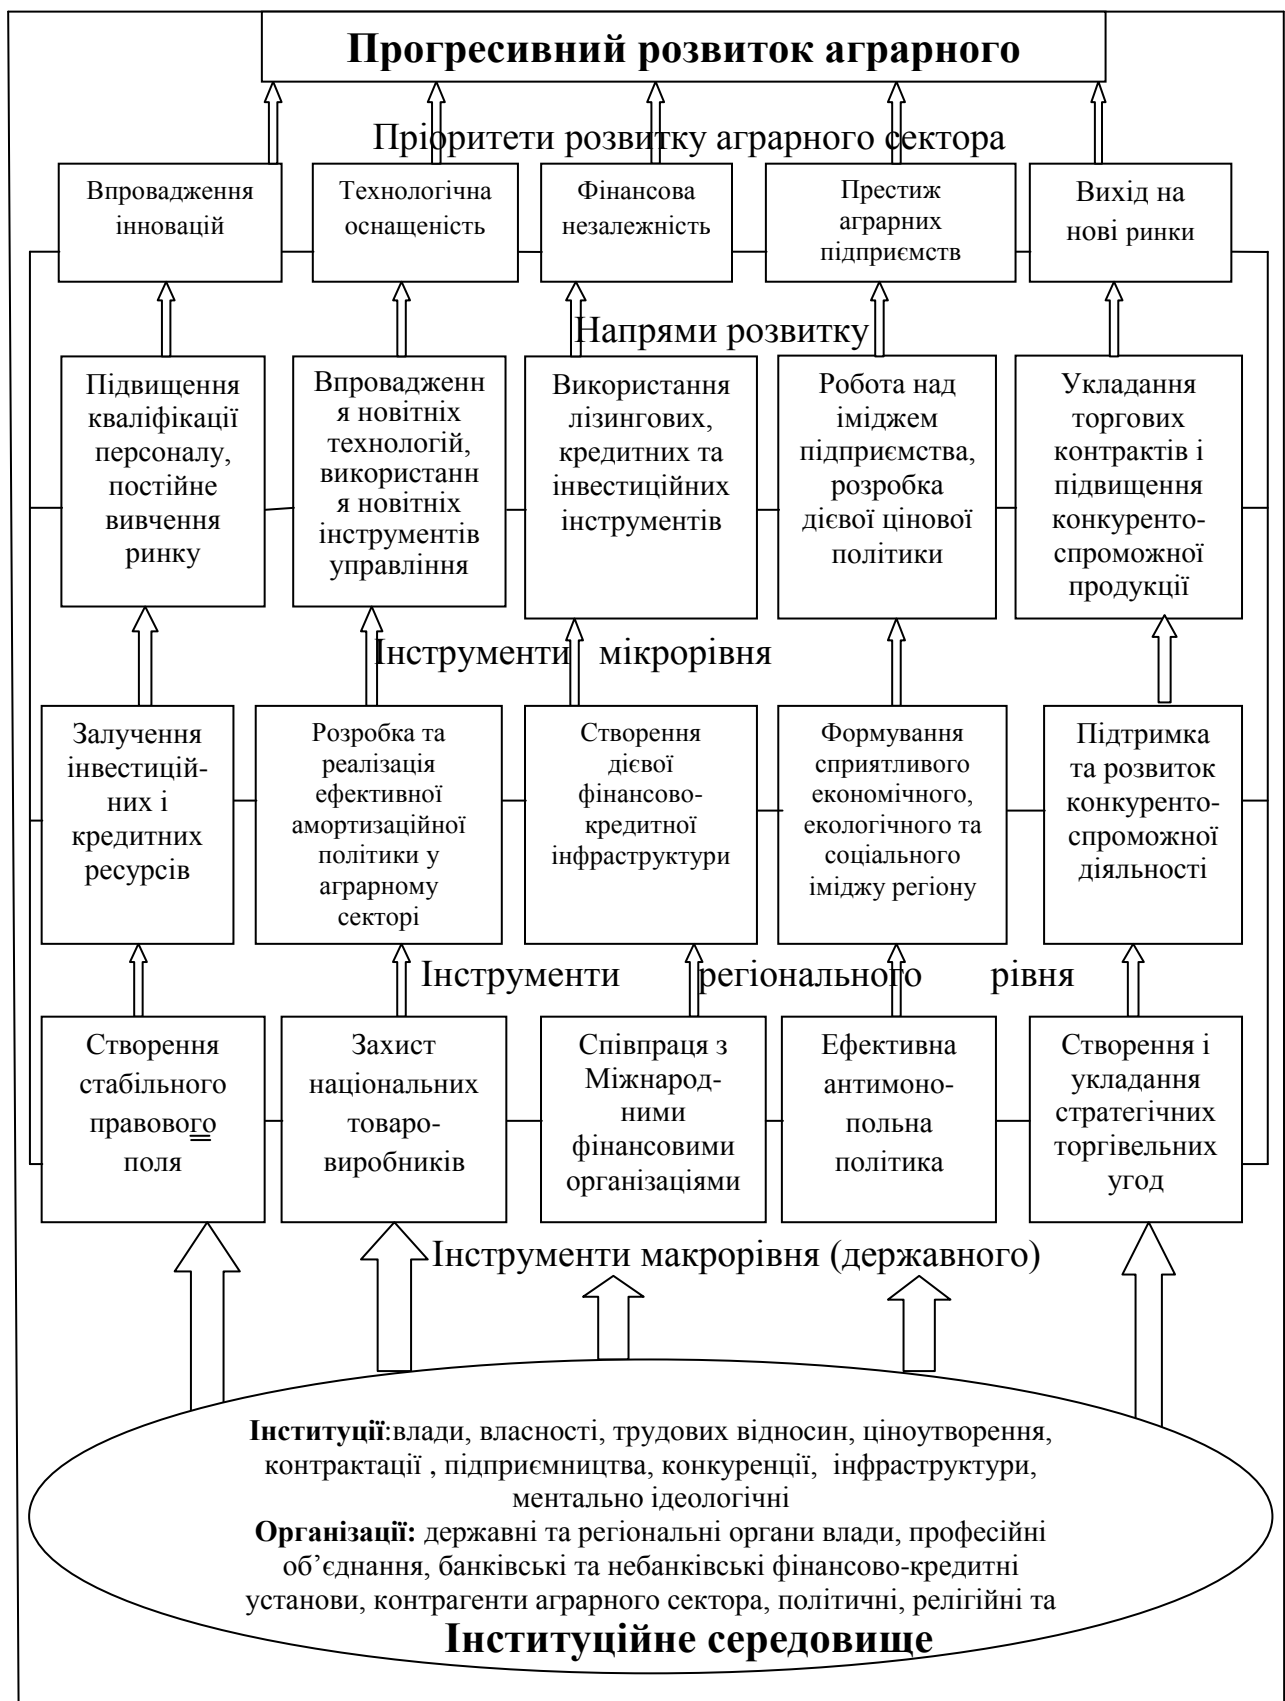 Прогресивний розвиток аграрного
Пріоритети розвитку аграрного сектора
Впровадження
інновацій
Технологічна
оснащеність
Фінансова
незалежність
Престиж
аграрних
підприємств
Вихід на
нові ринки
Напрями розвитку
Підвищення
кваліфікації
персоналу,
постійне
вивчення
ринку
Впровадженн
я новітніх
технологій,
використанн
я новітніх
інструментів
управління
Використання
лізингових,
кредитних та
інвестиційних
інструментів
Робота над
іміджем
підприємства,
розробка
дієвої цінової
політики
Укладання
торгових
контрактів і
підвищення
конкуренто-
спроможної
продукції
Інструменти мікрорівня
Залучення
інвестицій-
них і
кредитних
ресурсів
Розробка та
реалізація
ефективної
амортизаційної
політики у
аграрному
секторі
Створення
дієвої
фінансово-
кредитної
інфраструктури
Формування
сприятливого
економічного,
екологічного та
соціального
іміджу регіону
Підтримка
та розвиток
конкуренто-
спроможної
діяльності
Інструменти регіонального рівня
Створення
стабільного
правового
поля
Захист
національних
товаро-
виробників
Співпраця з
Міжнарод-
ними
фінансовими
організаціями
Ефективна
антимоно-
польна
політика
Створення і
укладання
стратегічних
торгівельних
угод
Інструменти макрорівня (державного)
Інституції:влади, власності, трудових відносин, ціноутворення,
контрактації , підприємництва, конкуренції, інфраструктури,
ментально ідеологічні
Організації: державні та регіональні органи влади, професійні
об’єднання, банківські та небанківські фінансово-кредитні
установи, контрагенти аграрного сектора, політичні, релігійні та
Інституційне середовище